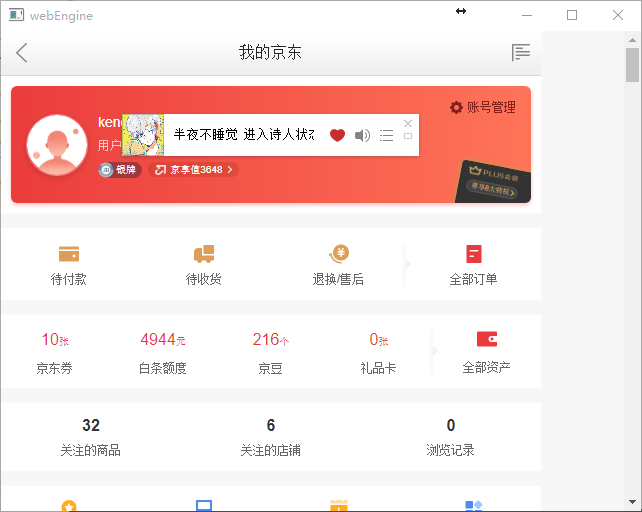 webEngine
我的京东
账号管理
半夜不睡觉 进入诗人状态
用户
银牌
京享值3648
PLUS会员
尊享8大特权
待付款
待收货
退换/售后
全部订单
10张
4944元
216个
0张
京东券
白条额度
京豆
礼品卡
全部资产
32
6
0
关注的商品
关注的店铺
浏览记录